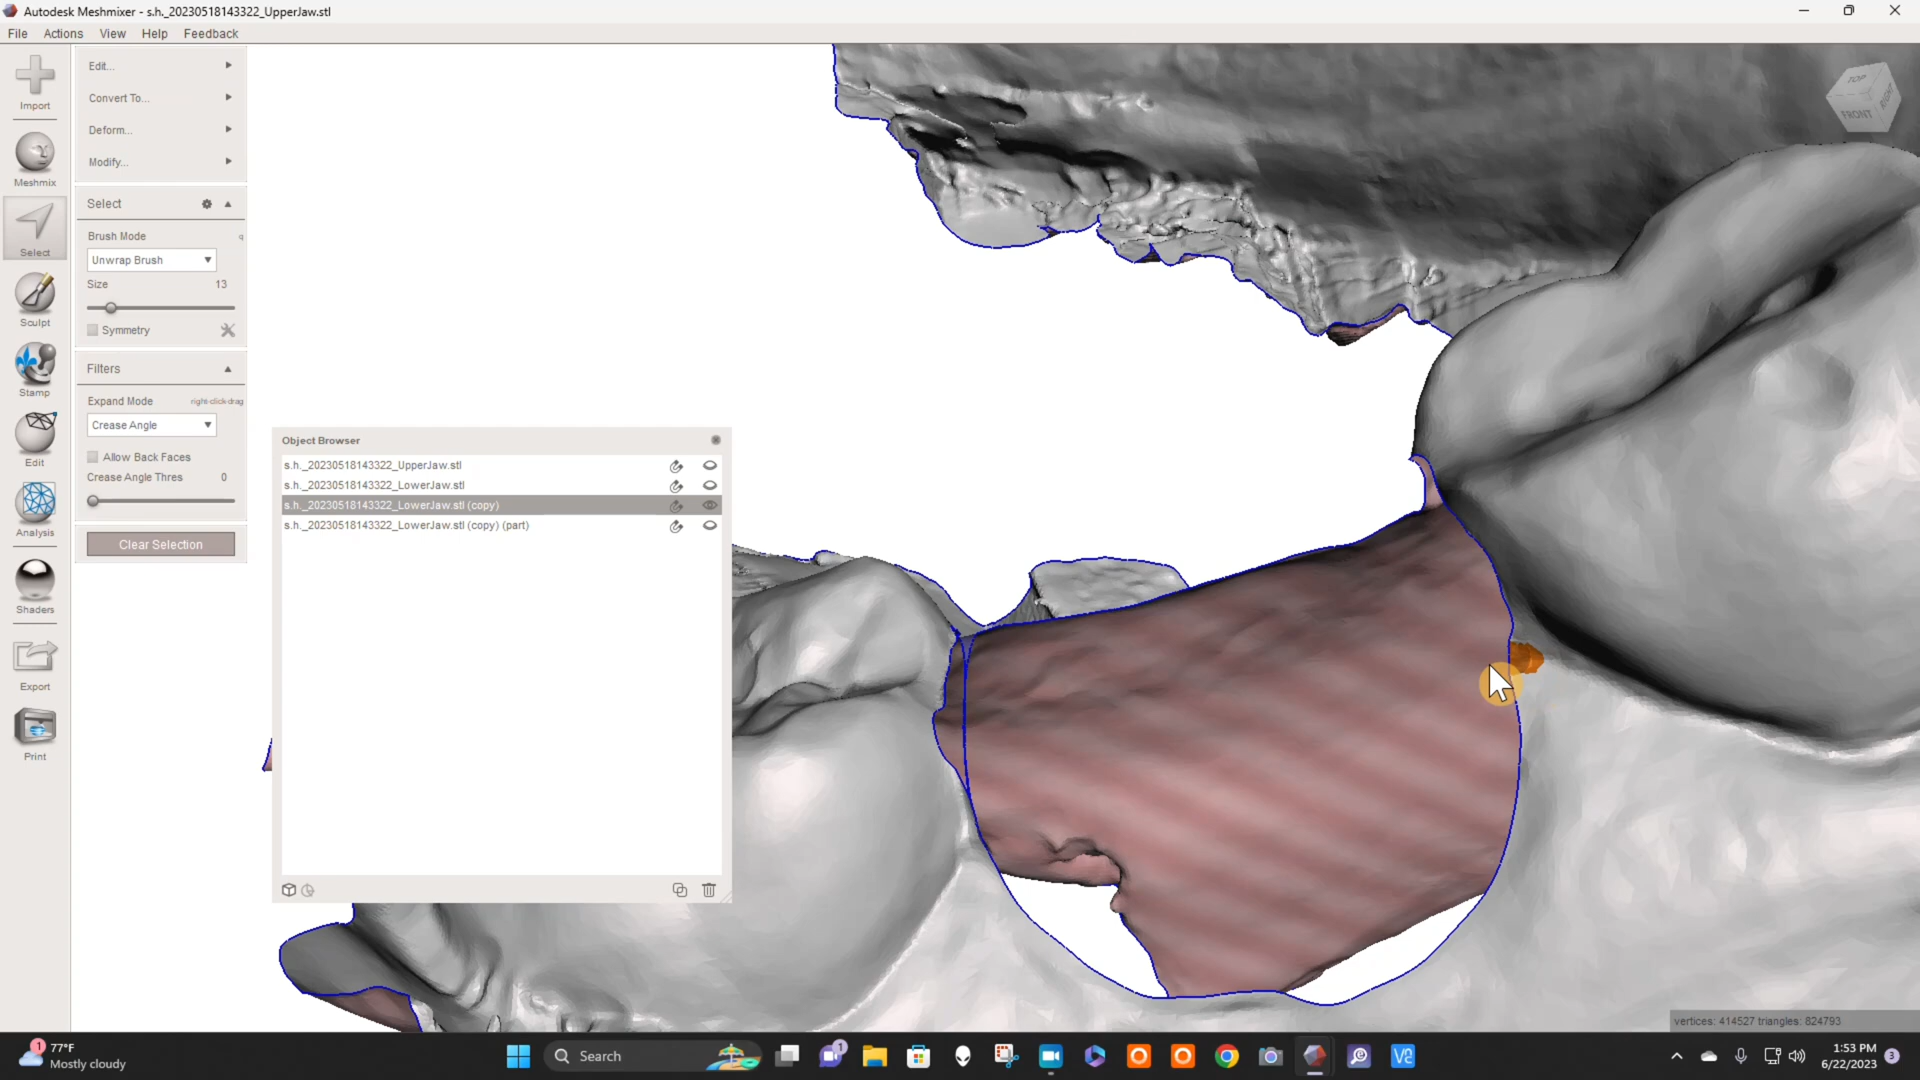 Autodesk Meshmixer - s.h._20230518143322_UpperJaw.stl
File Actions View Help Feedback
Import
Meshmix
Select
Sculpt
Stamp
Edit
Analysis
Shaders
Export
Print
Edit...
Convert To...
Deform...
Modify...
Select
Brush Mode q
Unwrap Brush
Size 13
Symmetry
Filters
Expand Mode right-click-drag
Crease Angle
Allow Back Faces
Crease Angle Thres 0
Clear Selection
Object Browser
s.h._20230518143322_UpperJaw.stl
s.h._20230518143322_LowerJaw.stl
s.h._20230518143322_LowerJaw.stl (copy)
s.h._20230518143322_LowerJaw.stl (copy) (part)
TOP
FRONT
RIGHT
vertices: 414527 triangles: 824793
1
77°F
Mostly cloudy
Search
1
V2
1:53 PM
6/22/2023
3